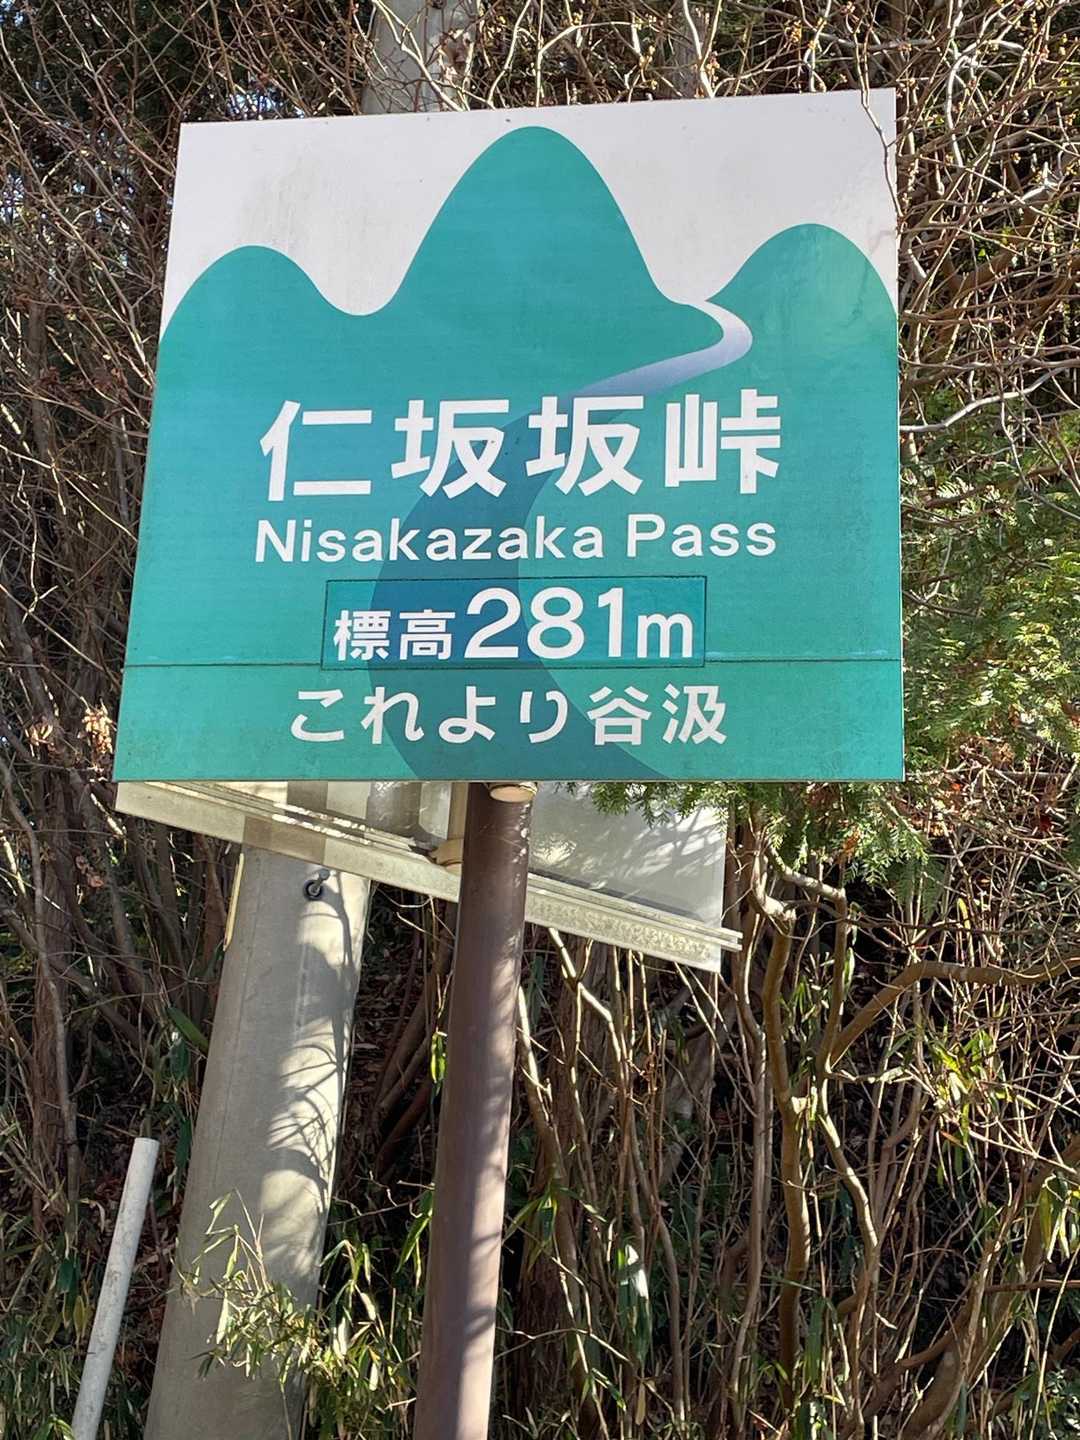 仁坂坂峠
Nisakazaka Pass
標高281m
これより谷汲